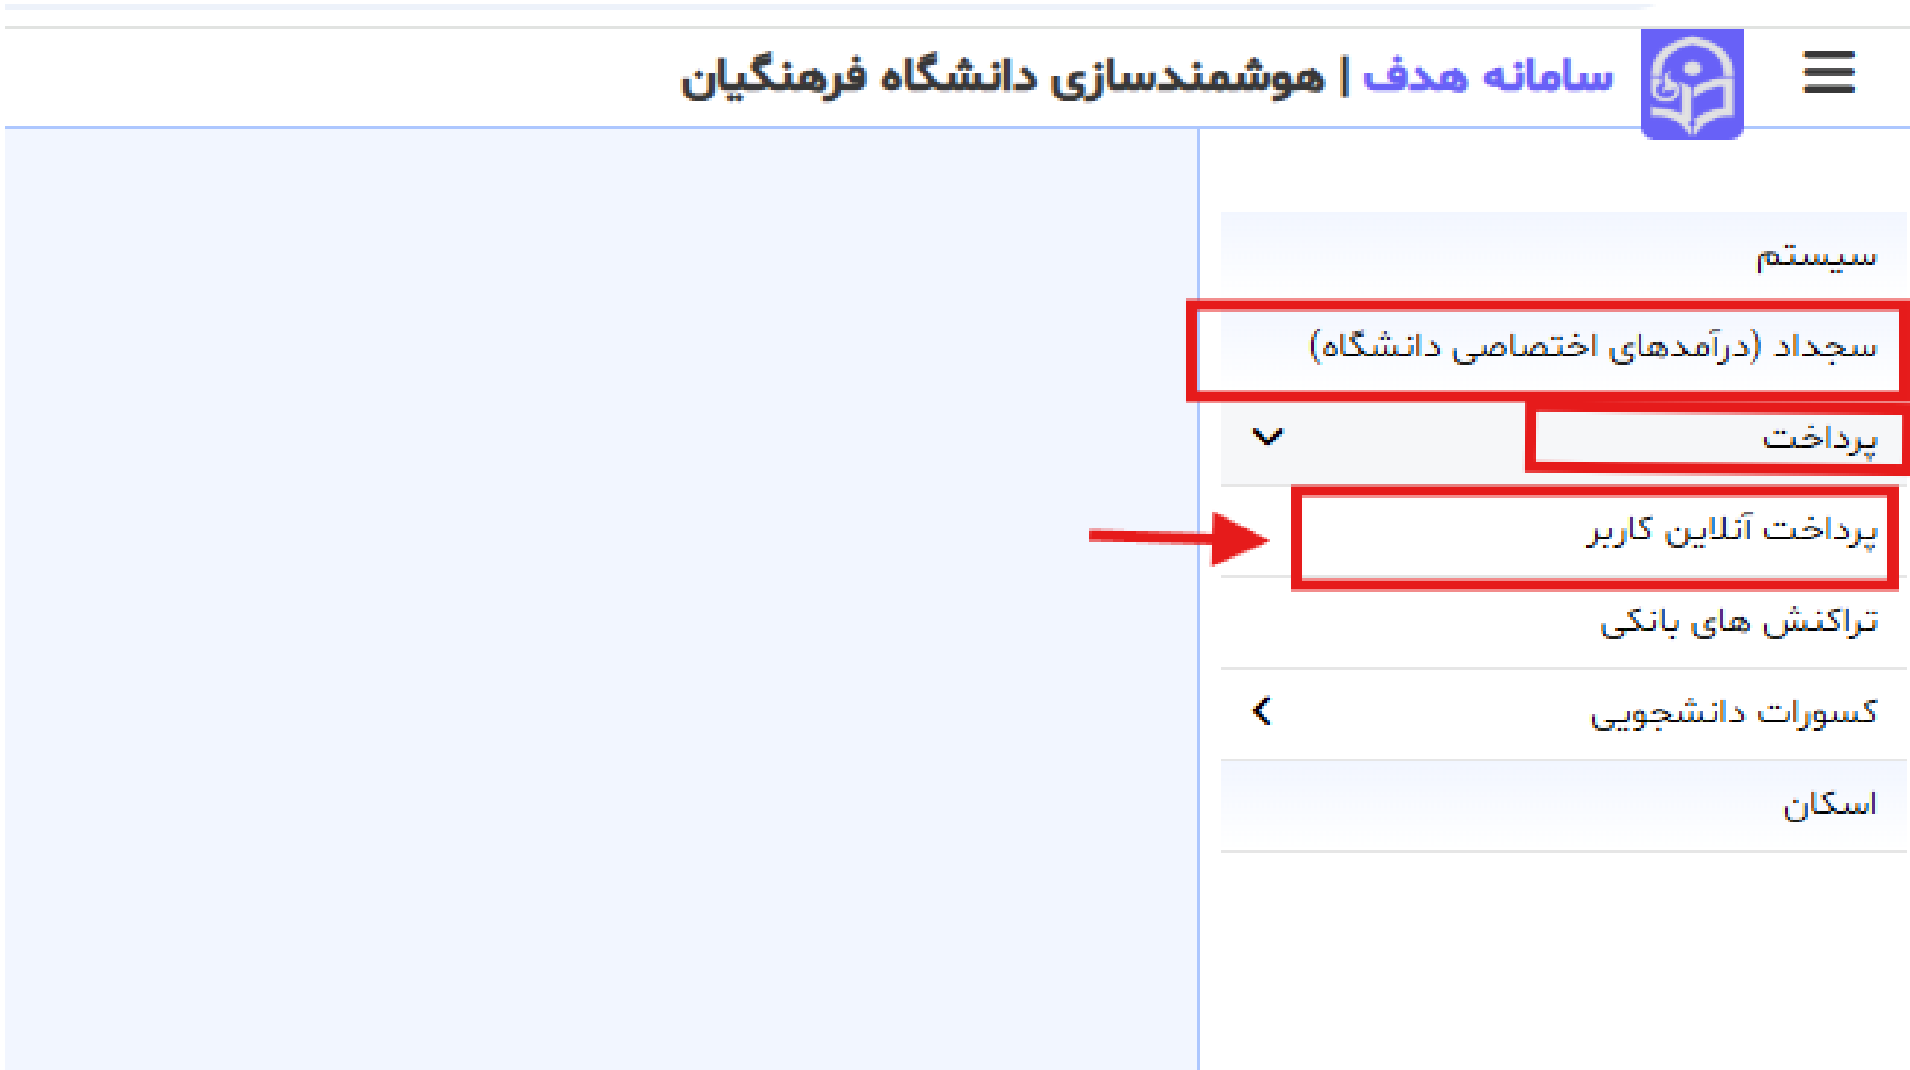 سامانه هدف | هوشمندسازی دانشگاه فرهنگیان
سیستم
سجداد (درآمدهای اختصاصی دانشگاه)
پرداخت
پرداخت آنلاین کاربر
تراکنش های بانکی
کسورات دانشجویی
اسکان